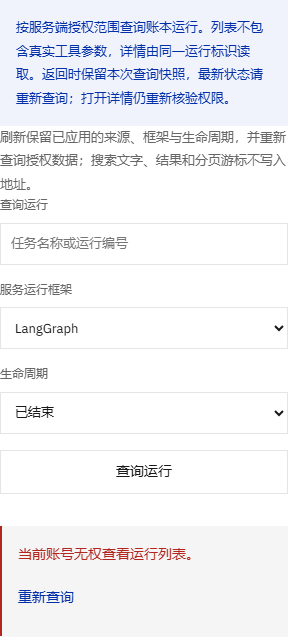 按服务端授权范围查询账本运行。列表不包
含真实工具参数，详情由同一运行标识读
取。返回时保留本次查询快照，最新状态请
重新查询；打开详情仍重新核验权限。
刷新保留已应用的来源、框架与生命周期，并重新
查询授权数据；搜索文字、结果和分页游标不写入
地址。
查询运行
任务名称或运行编号
服务运行框架
LangGraph
生命周期
已结束
查询运行
当前账号无权查看运行列表。
重新查询